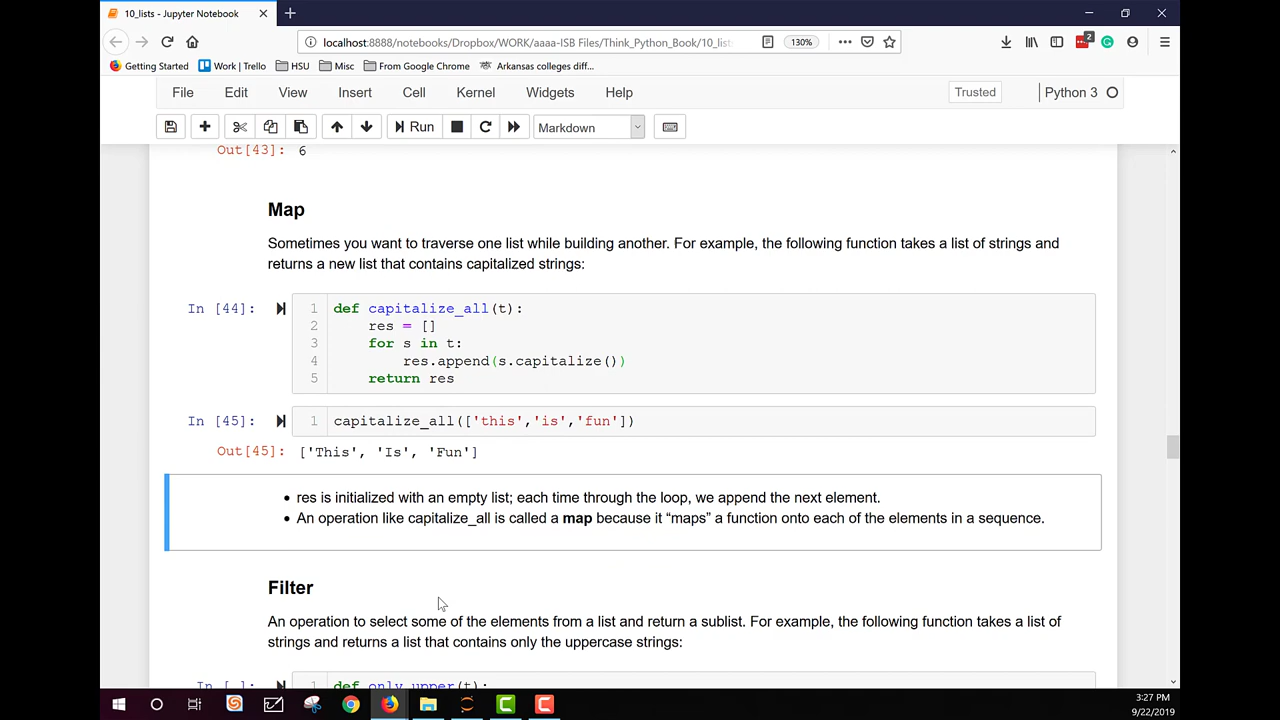 10_lists - Jupyter Notebook
localhost:8888/notebooks/Dropbox/WORK/aaaa-ISB Files/Think_Python_Book/10_lists
130%
2
Getting Started Work | Trello HSU Misc From Google Chrome Arkansas colleges diff...
File Edit View Insert Cell Kernel Widgets Help Trusted Python 3
Run Markdown
Out[43]: 6
Map
Sometimes you want to traverse one list while building another. For example, the following function takes a list of strings and
returns a new list that contains capitalized strings:
In [44]: 1 def capitalize_all(t):
2 res = []
3 for s in t:
4 res.append(s.capitalize())
5 return res
In [45]: 1 capitalize_all(['this','is','fun'])
Out[45]: ['This', 'Is', 'Fun']
• res is initialized with an empty list; each time through the loop, we append the next element.
• An operation like capitalize_all is called a map because it “maps” a function onto each of the elements in a sequence.
Filter
An operation to select some of the elements from a list and return a sublist. For example, the following function takes a list of
strings and returns a list that contains only the uppercase strings:
In [ ]: def only_upper(t):
3:27 PM
9/22/2019